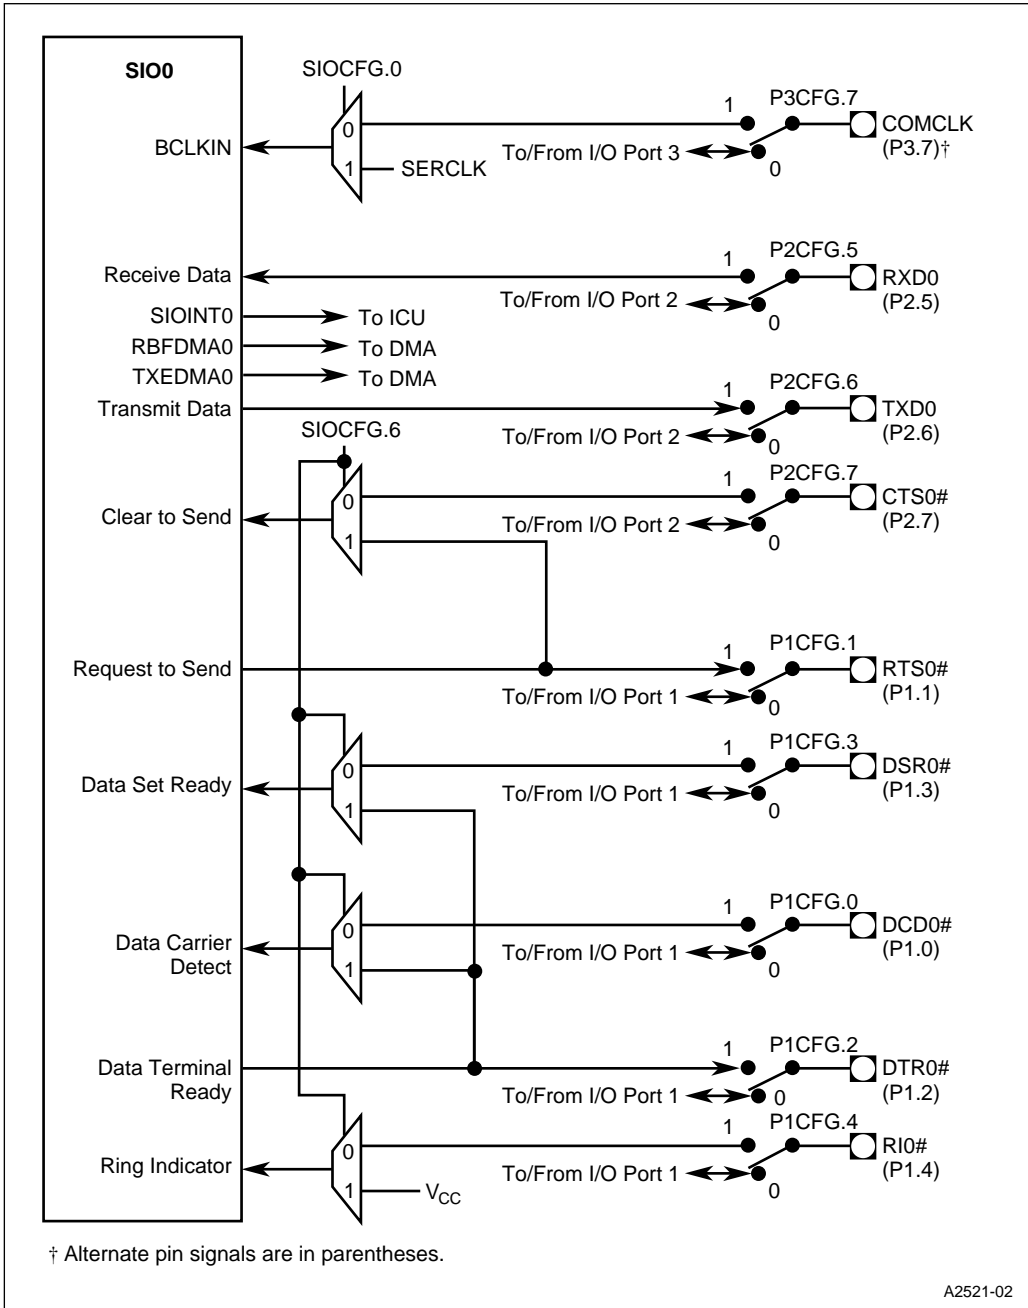 SIO0
SIOCFG.0
BCLKIN
0
1
SERCLK
1
P3CFG.7
COMCLK
(P3.7)†
To/From I/O Port 3
0
Receive Data
1
P2CFG.5
RXD0
(P2.5)
To/From I/O Port 2
0
SIOINT0
To ICU
RBFDMA0
To DMA
TXEDMA0
To DMA
Transmit Data
1
P2CFG.6
TXD0
(P2.6)
To/From I/O Port 2
0
SIOCFG.6
Clear to Send
0
1
1
P2CFG.7
CTS0#
(P2.7)
To/From I/O Port 2
0
Request to Send
1
P1CFG.1
RTS0#
(P1.1)
To/From I/O Port 1
0
Data Set Ready
0
1
1
P1CFG.3
DSR0#
(P1.3)
To/From I/O Port 1
0
Data Carrier
Detect
0
1
1
P1CFG.0
DCD0#
(P1.0)
To/From I/O Port 1
0
Data Terminal
Ready
1
P1CFG.2
DTR0#
(P1.2)
To/From I/O Port 1
0
Ring Indicator
0
1
VCC
1
P1CFG.4
RI0#
(P1.4)
To/From I/O Port 1
0
† Alternate pin signals are in parentheses.
A2521-02